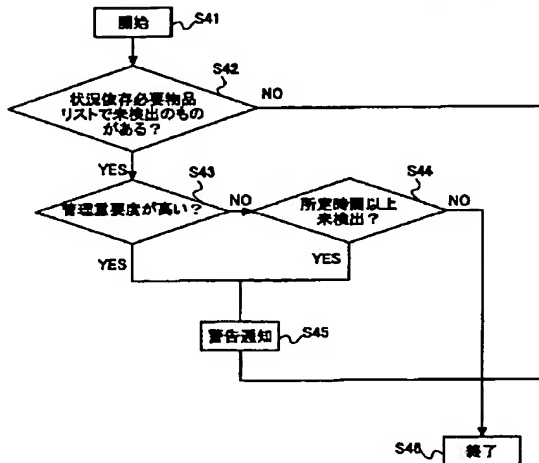 開始
S41
S42
状況依存必要物品
リストで未検出のもの
がある?
NO
YES
S43
管理重要度が高い?
NO
S44
所定時間以上
未検出?
NO
YES
YES
警告通知
S45
S46
終了